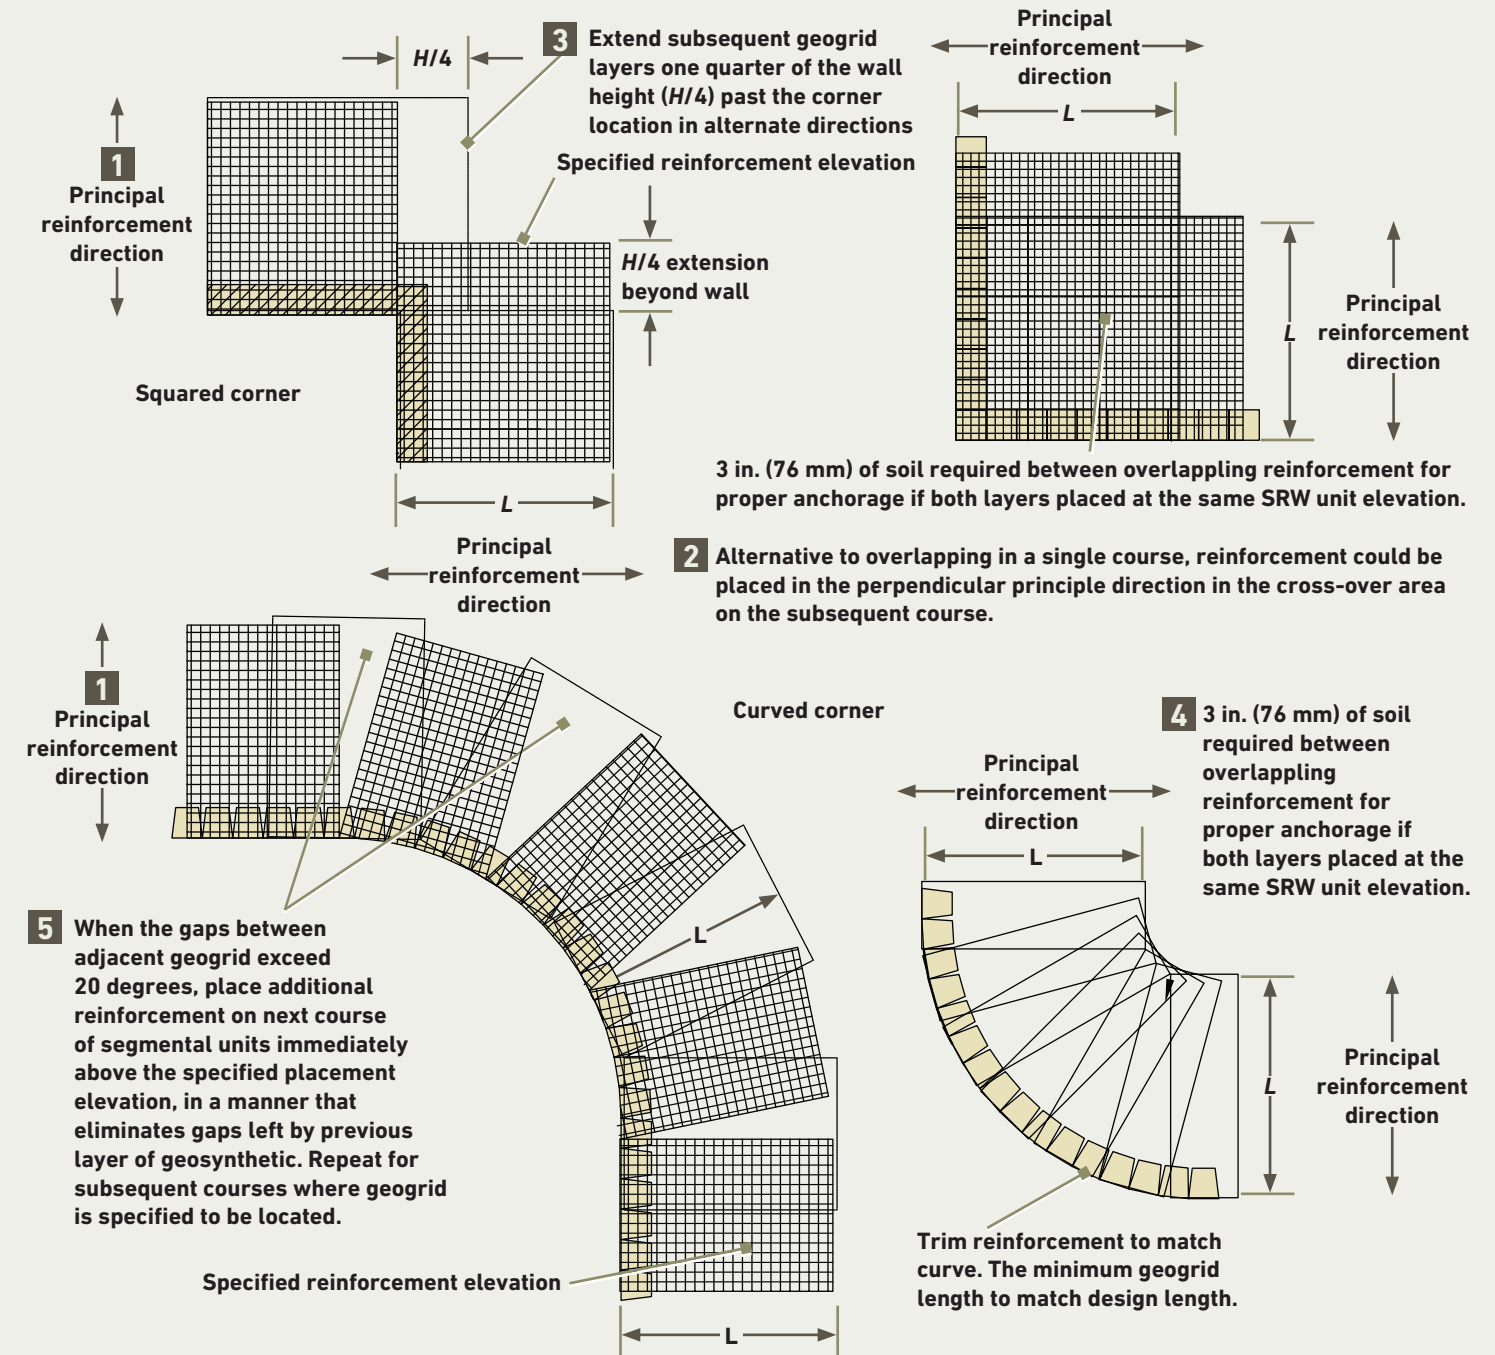 H/4
3 Extend subsequent geogrid
layers one quarter of the wall
height (H/4) past the corner
location in alternate directions
Specified reinforcement elevation
1
Principal
reinforcement
direction
H/4 extension
beyond wall
Squared corner
L
Principal
reinforcement
direction
Principal
reinforcement
direction
L
L
Principal
reinforcement
direction
3 in. (76 mm) of soil required between overlappling reinforcement for
proper anchorage if both layers placed at the same SRW unit elevation.
2 Alternative to overlapping in a single course, reinforcement could be
placed in the perpendicular principle direction in the cross-over area
on the subsequent course.
1
Principal
reinforcement
direction
Curved corner
L
5 When the gaps between
adjacent geogrid exceed
20 degrees, place additional
reinforcement on next course
of segmental units immediately
above the specified placement
elevation, in a manner that
eliminates gaps left by previous
layer of geosynthetic. Repeat for
subsequent courses where geogrid
is specified to be located.
Specified reinforcement elevation
L
4 3 in. (76 mm) of soil
required between
overlappling
reinforcement for
proper anchorage if
both layers placed at the
same SRW unit elevation.
Principal
reinforcement
direction
L
L
Principal
reinforcement
direction
Trim reinforcement to match
curve. The minimum geogrid
length to match design length.